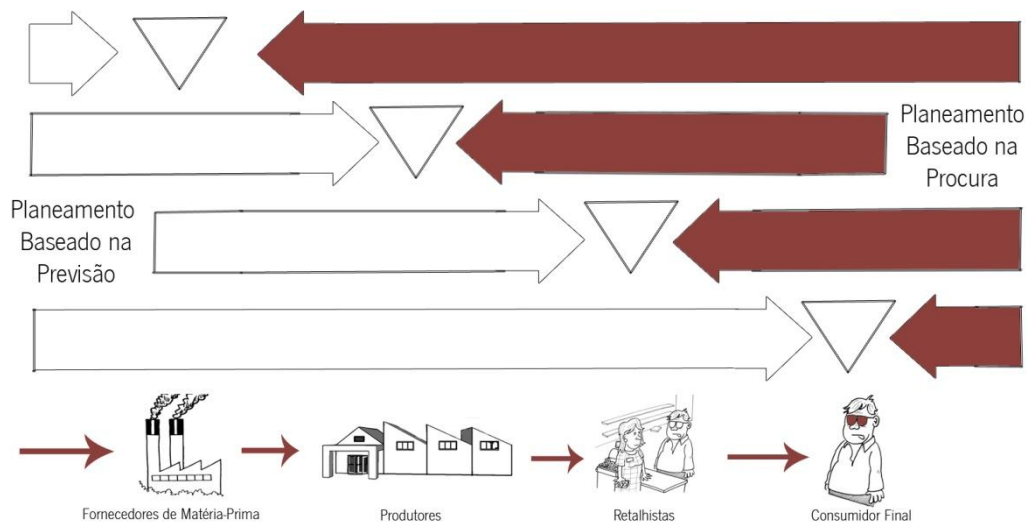 Planeamento
Baseado na
Procura
Planeamento
Baseado na
Previsão
Fornecedores de Matéria-Prima
Produtores
Retalhistas
Consumidor Final